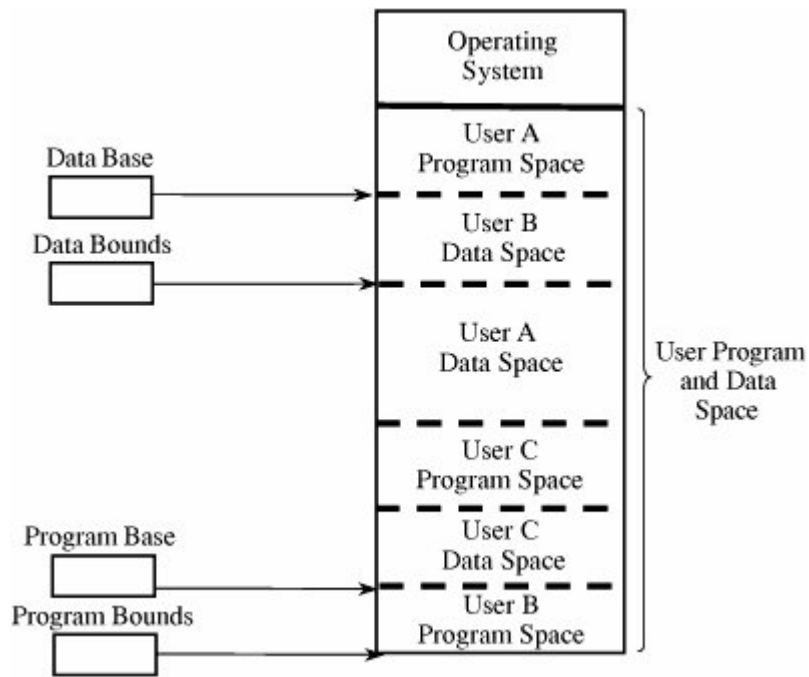 Operating
System
User A
Program Space
Data Base
User B
Data Space
Data Bounds
User A
Data Space
User Program
and Data
Space
User C
Program Space
User C
Data Space
Program Base
User B
Program Space
Program Bounds